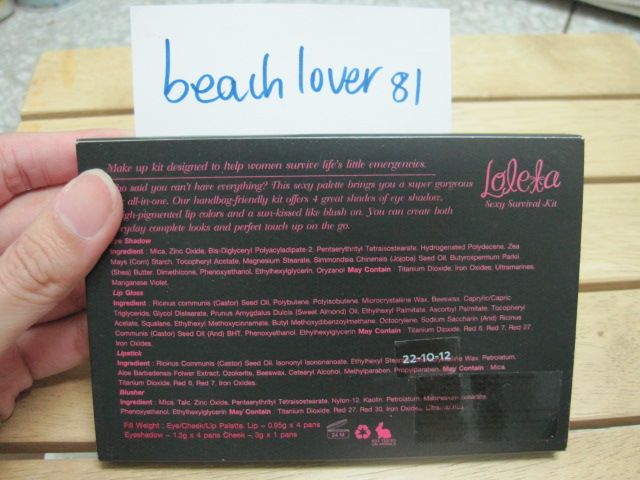 beach lover 81
Make up kit designed to help women survive life's little emergencies.
said you can't have everything? This sexy palette brings you a super gorgeous
all-in-one. Our handbag-friendly kit offers 4 great shades of eye shadow,
high-pigmented lip colors and a sun-kissed like blush on. You can create both
everyday complete looks and perfect touch up on the go.
Loleta
Sexy Survival-Kit
Eye Shadow
Ingredient : Mica, Zinc Oxide, Bis-Diglyceryl Polyacyladipate-2, Pentaerythrityl Tetraisostearate, Hydrogenated Polydecene, Zea
Mays (Corn) Starch, Tocopheryl Acetate, Magnesium Stearate, Simmondsia Chinensis (Jojoba) Seed Oil, Butyrospermum Parkii
(Shea) Butter, Dimethicone, Phenoxyethanol, Ethylhexylglycerin, Oryzanol May Contain : Titanium Dioxide, Iron Oxides, Ultramarines,
Manganese Violet.
Lip Gloss
Ingredient : Ricinus communis (Castor) Seed Oil, Polybutene, Polyisobutene, Microcrystalline Wax, Beeswax, Caprylic/Capric
Triglyceride, Glycol Distearate, Prunus Amygdalus Dulcis (Sweet Almond) Oil, Ethylhexyl Palmitate, Ascorbyl Palmitate, Tocopheryl
Acetate, Squalane, Ethylhexyl Methoxycinnamate, Butyl Methoxydibenzoylmethane, Octocrylene, Sodium Saccharin (And) Ricinus
Communis (Castor) Seed Oil (And) BHT, Phenoxyethanol, Ethylhexylglycerin May Contain : Titanium Dioxide, Red 6, Red 7, Red 27,
Iron Oxides.
Lipstick
Ingredient : Ricinus Communis (Castor) Seed Oil, Isononyl Isononanoate, Ethylhexyl Wax, Petrolatum,
Aloe Barbadensis Folwer Extract, Ozokerite, Beeswax, Cetearyl Alcohol, Methylparaben, Propylparaben, May Contain : Mica,
Titanium Dioxide, Red 6, Red 7, Iron Oxides.
22-10-12
Blusher
Ingredient : Mica, Talc, Zinc Oxide, Pentaerythrityl Tetraisostearate, Nylon-12, Kaolin, Petrolatum, Magnesium
Phenoxyethanol, Ethylhexylglycerin May Contain : Titanium Dioxide, Red 27, Red 30, Iron Oxides, Ultramarines.
Fill Weight : Eye/Cheek/Lip Palette. Lip – 0.95g x 4 pans
Eyeshadow – 1.3g x 4 pans Cheek – 3g x 1 pans
24 M
NOT TESTED
ON ANIMALS